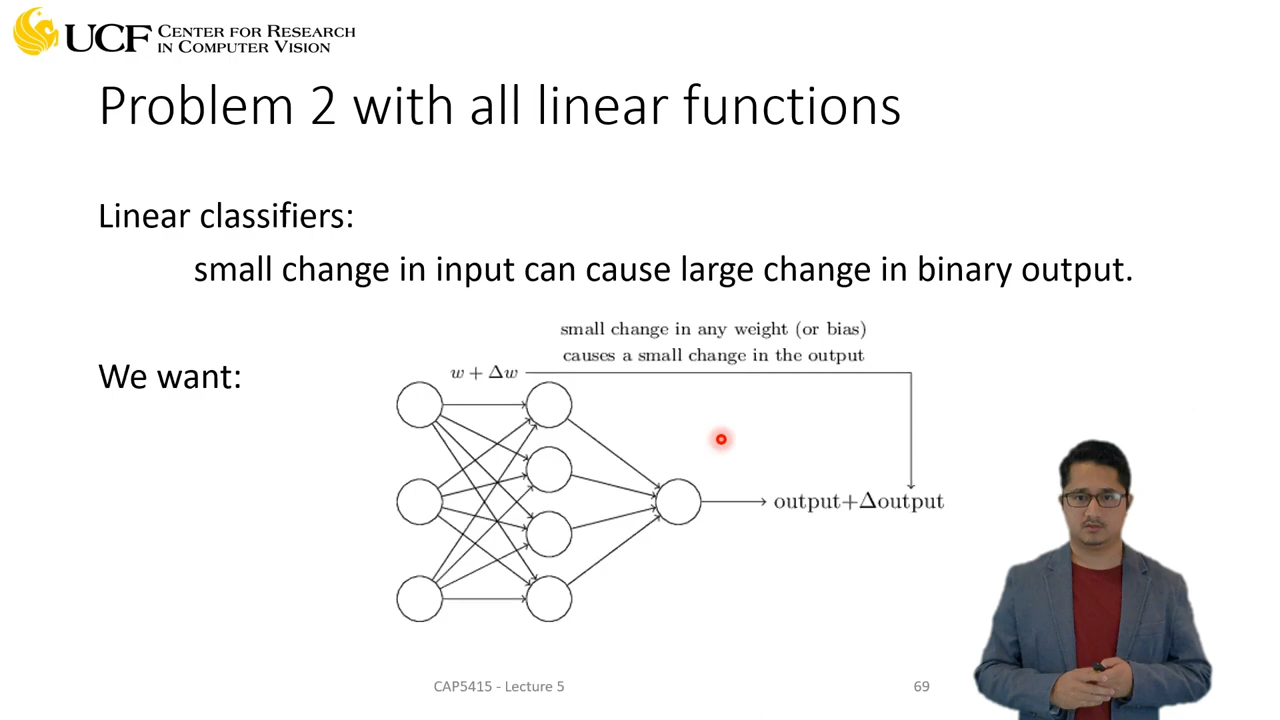 UCF CENTER FOR RESEARCH
IN COMPUTER VISION
Problem 2 with all linear functions
Linear classifiers:
small change in input can cause large change in binary output.
small change in any weight (or bias)
causes a small change in the output
We want:
w + Δw
output+Δoutput
CAP5415 - Lecture 5
69